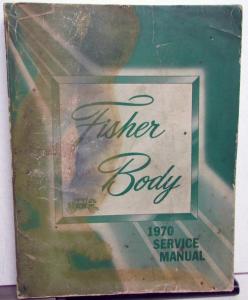 Fisher
Body
1970
SERVICE
MANUAL